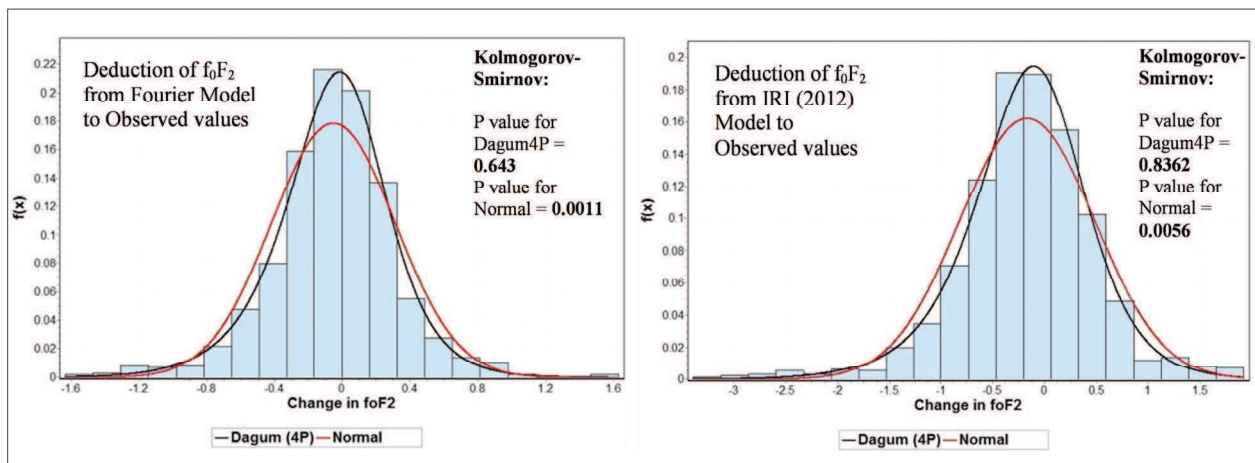 Deduction of f₀F₂
from Fourier Model
to Observed values
Kolmogorov-
Smirnov:
P value for
Dagum4P =
0.643
P value for
Normal = 0.0011
f(x)
0.22
0.2
0.18
0.16
0.14
0.12
0.1
0.08
0.06
0.04
0.02
0
-1.6 -1.2 -0.8 -0.4 0 0.4 0.8 1.2 1.6
Change in foF2
Dagum (4P) Normal
Deduction of f₀F₂
from IRI (2012)
Model to
Observed values
Kolmogorov-
Smirnov:
P value for
Dagum4P =
0.8362
P value for
Normal =
0.0056
f(x)
0.2
0.18
0.16
0.14
0.12
0.1
0.08
0.06
0.04
0.02
0
-3 -2.5 -2 -1.5 -1 -0.5 0 0.5 1 1.5
Change in foF2
Dagum (4P) Normal